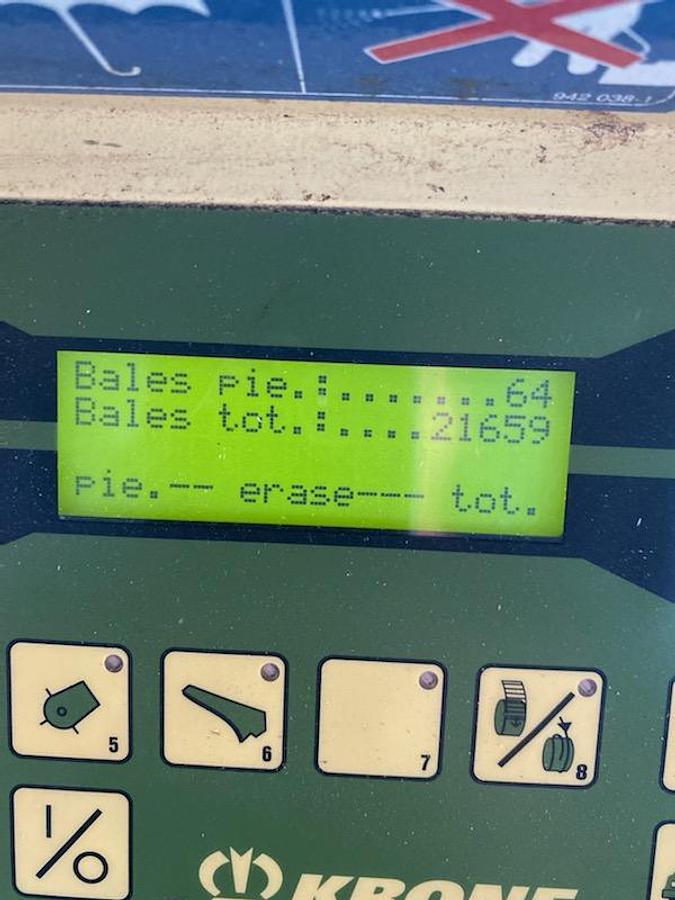 942 038-1
Bales pie.:.......64
Bales tot.:....21659
pie.-- erase--- tot.
5
6
7
8
I/O
KRONE